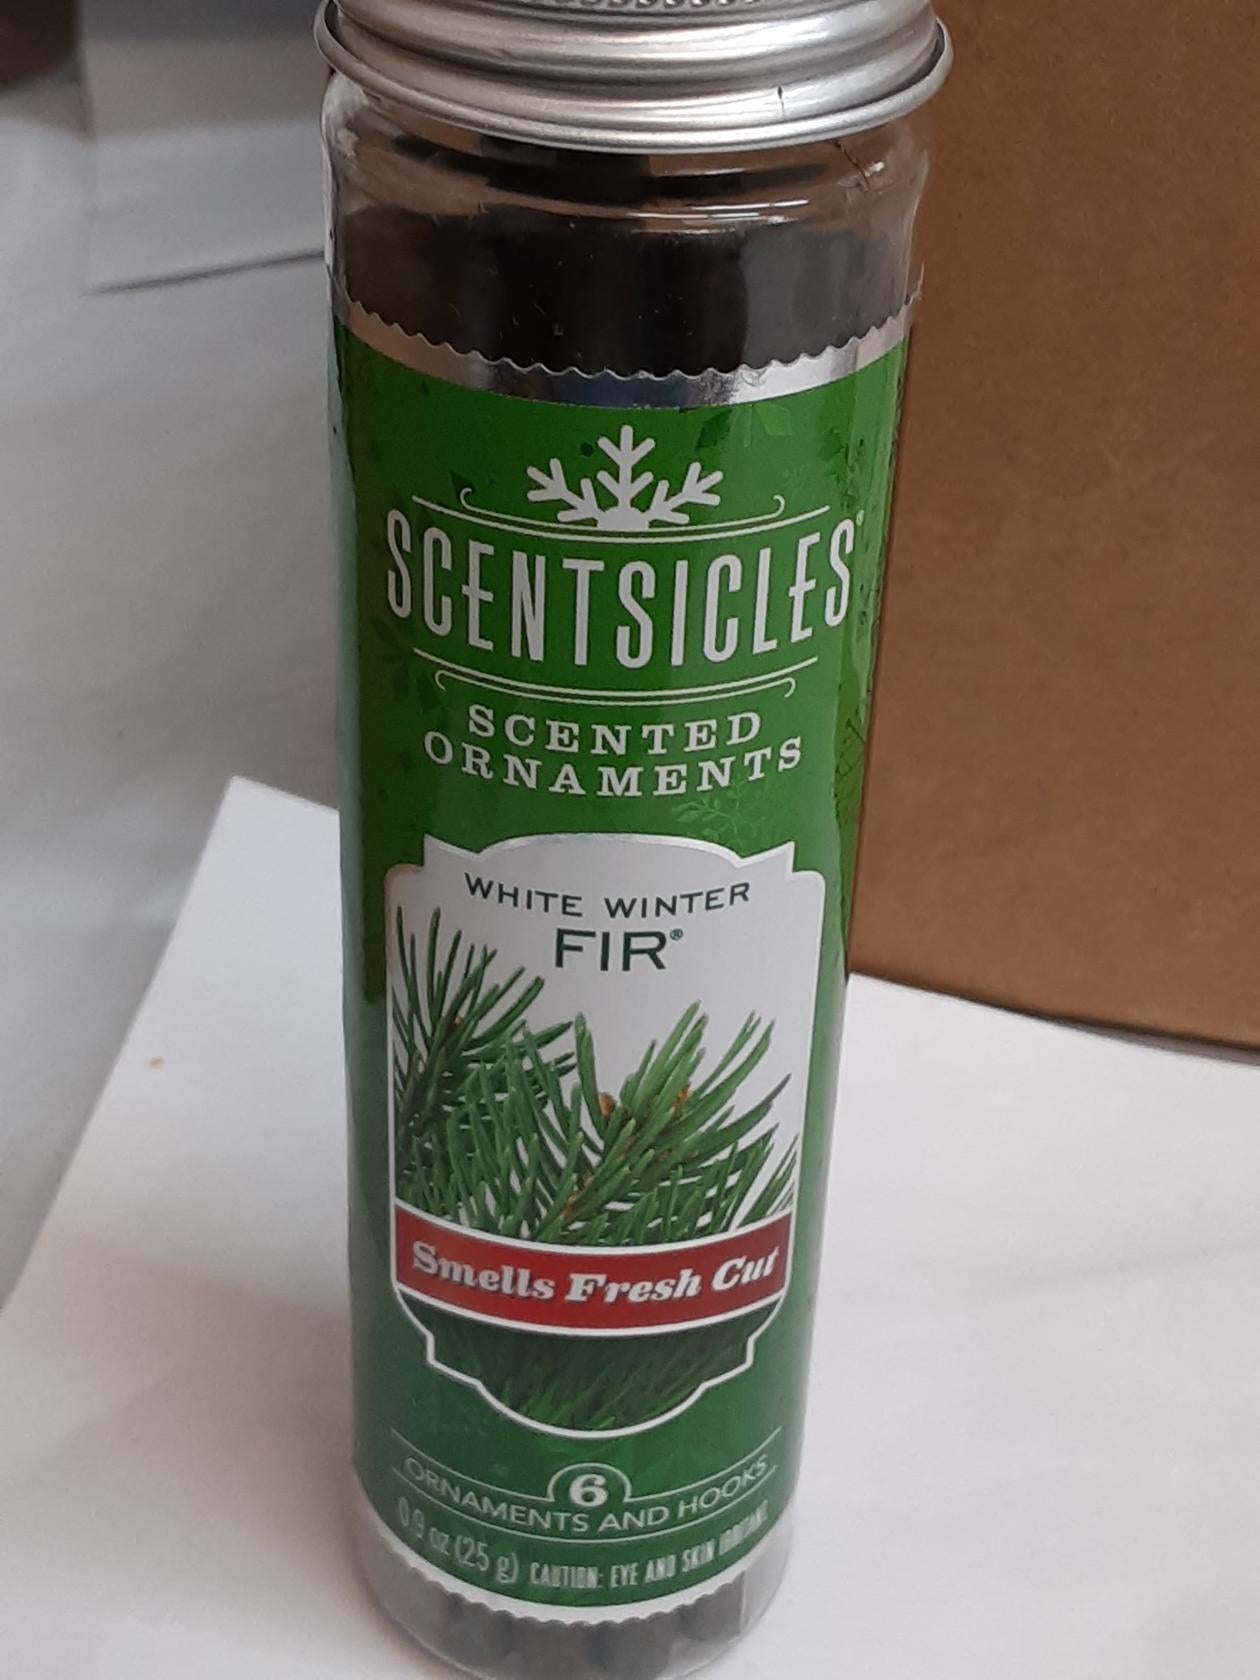 SCENTSICLES®
SCENTED
ORNAMENTS
WHITE WINTER
FIR®
Smells Fresh Cut
6
ORNAMENTS AND HOOKS
0.9 oz (25 g) CAUTION: EYE AND SKIN IRRITANT.